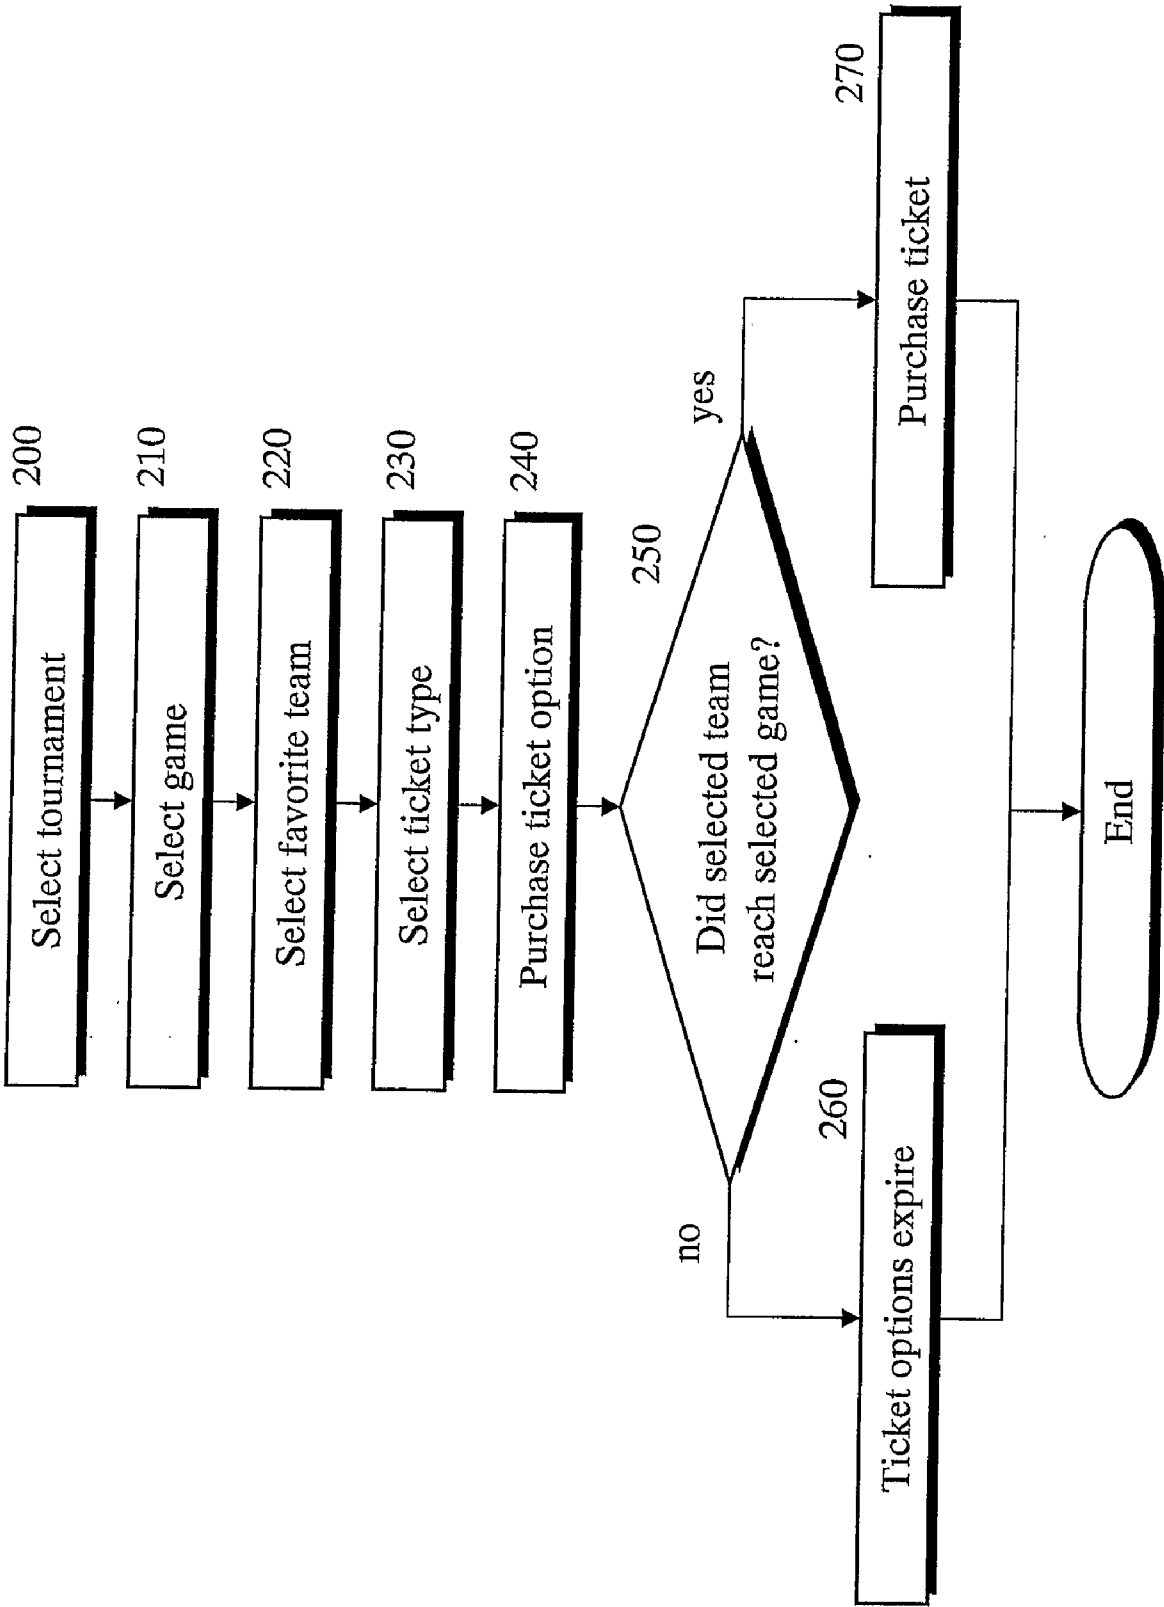 200
Select tournament
210
Select game
220
Select favorite team
230
Select ticket type
240
Purchase ticket option
250
Did selected team
reach selected game?
no
yes
260
Ticket options expire
270
Purchase ticket
End